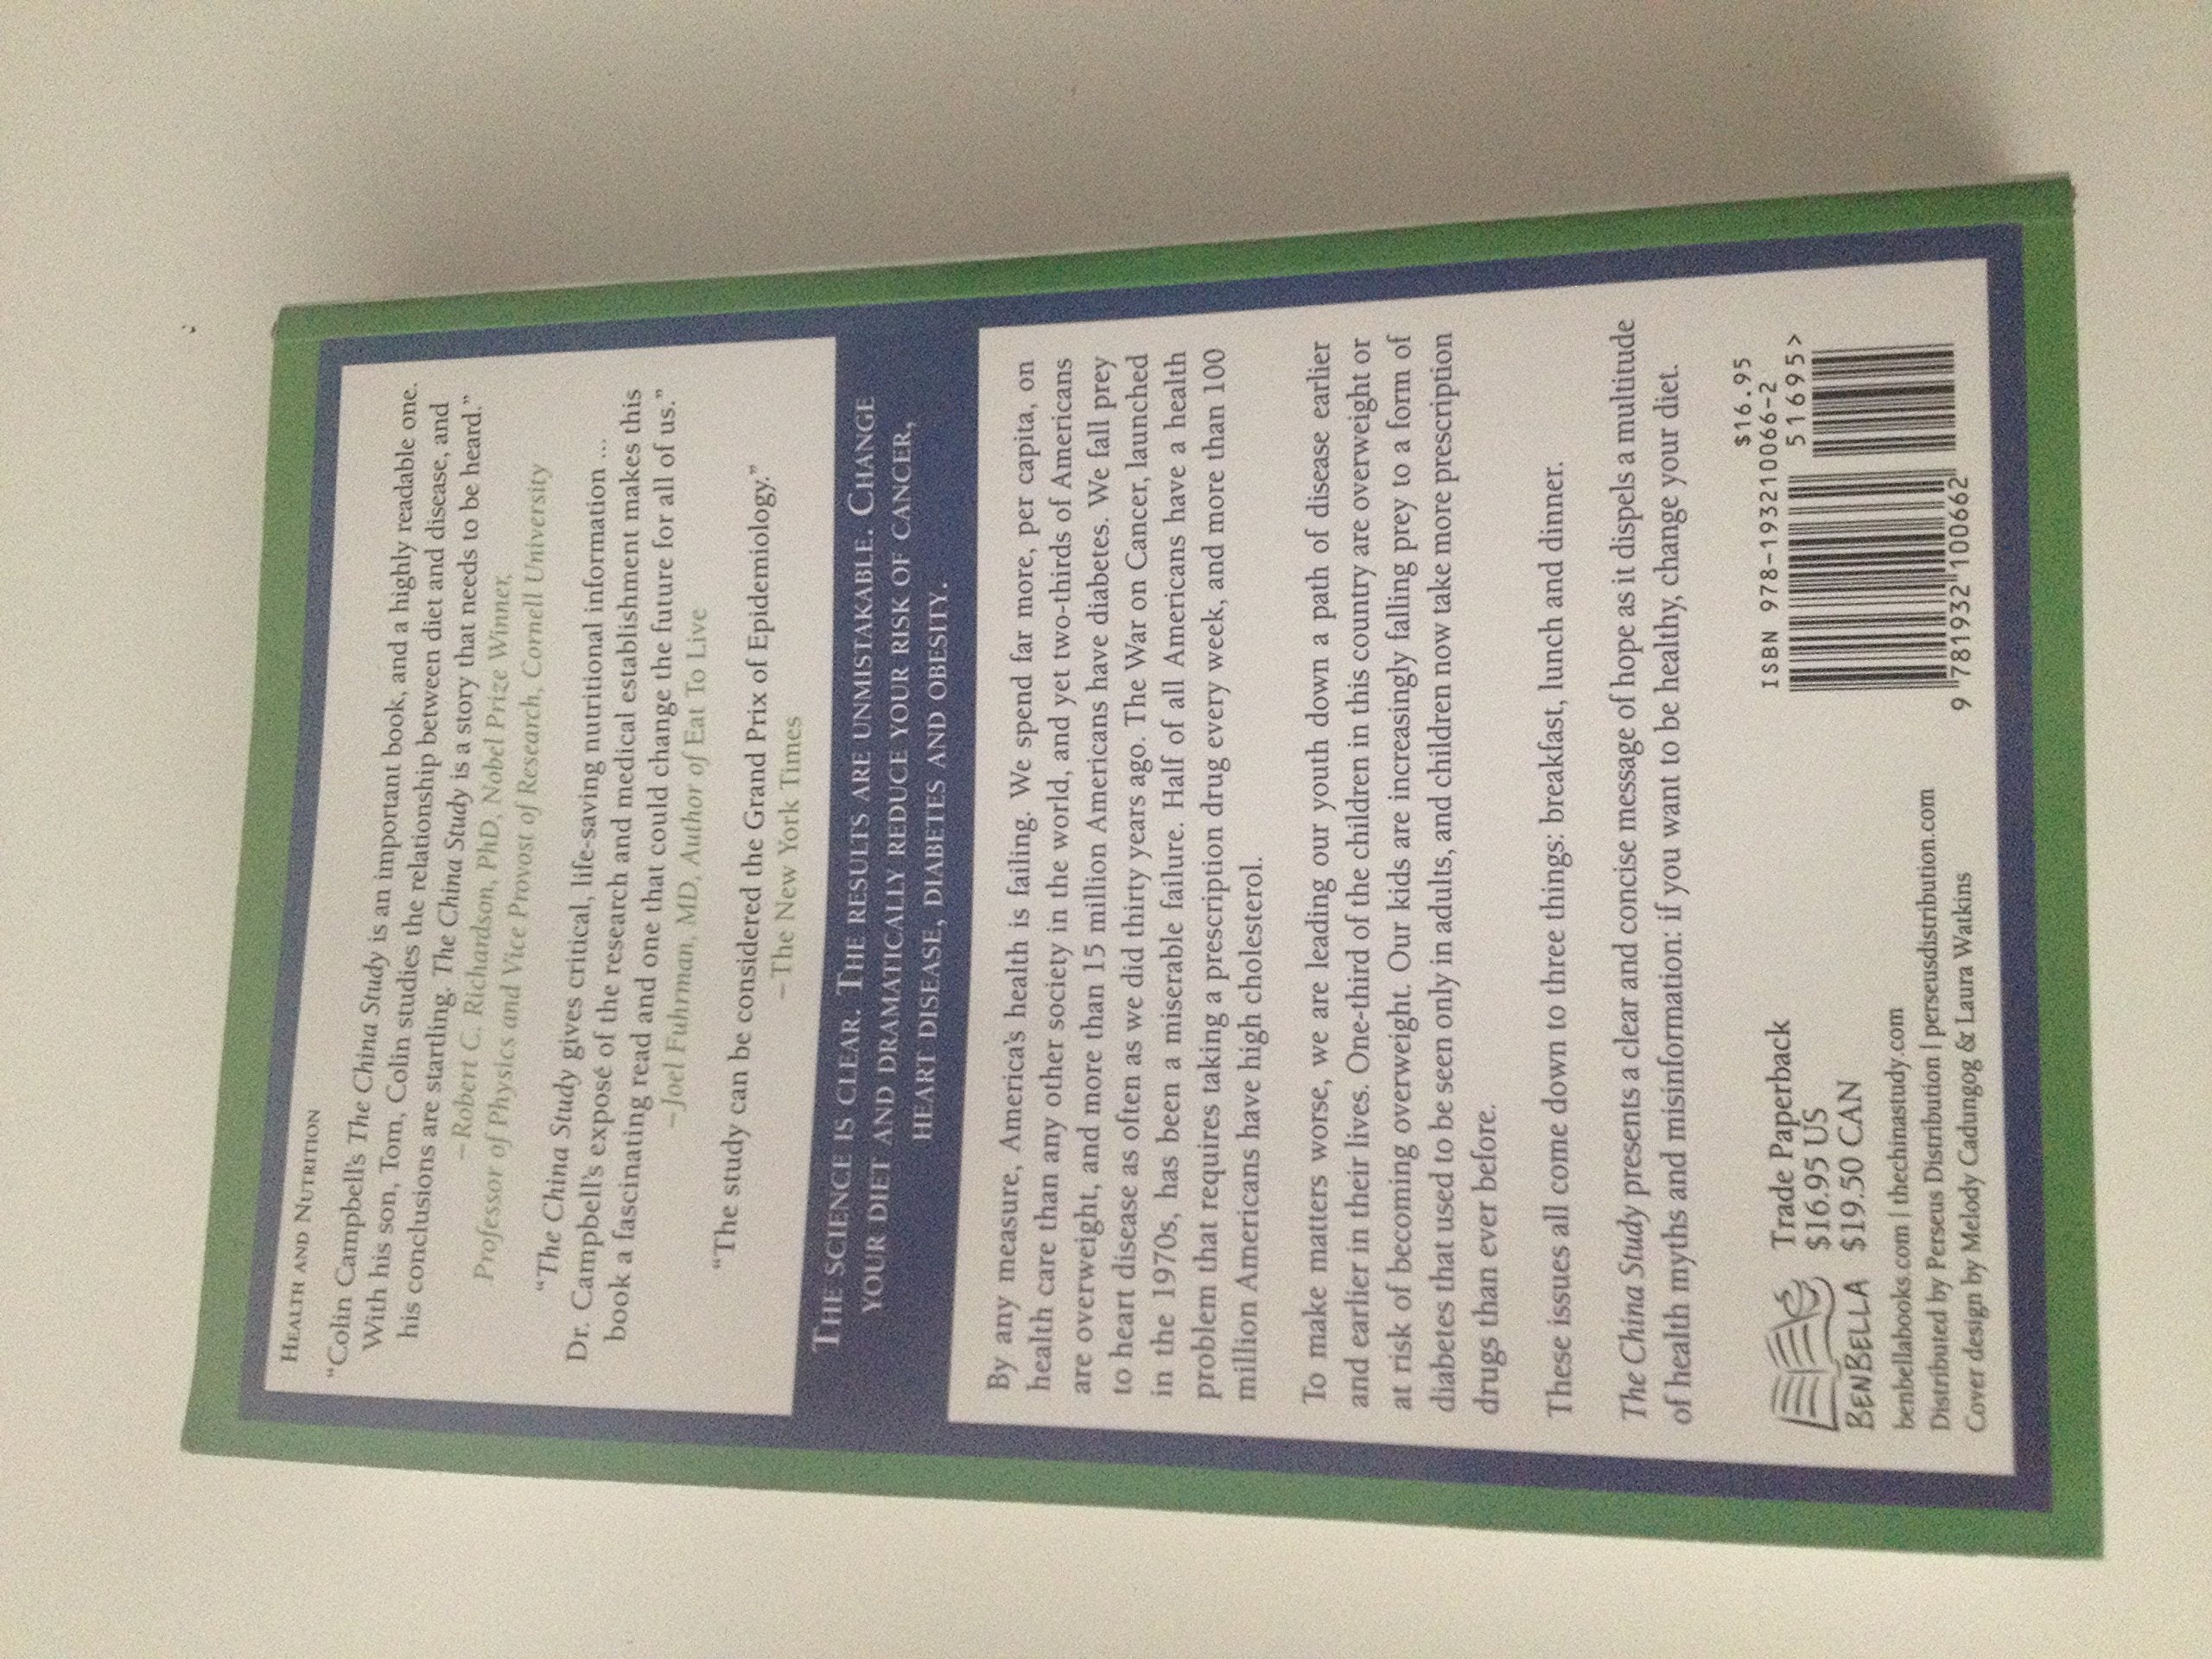 HEALTH AND NUTRITION
“Colin Campbell's The China Study is an important book, and a highly readable one.
With his son, Tom, Colin studies the relationship between diet and disease, and
his conclusions are startling. The China Study is a story that needs to be heard.”
–Robert C. Richardson, PhD, Nobel Prize Winner,
Professor of Physics and Vice Provost of Research, Cornell University
“The China Study gives critical, life-saving nutritional information ...
Dr. Campbell's exposé of the research and medical establishment makes this
book a fascinating read and one that could change the future for all of us.”
–Joel Fuhrman, MD, Author of Eat To Live
“The study can be considered the Grand Prix of Epidemiology.”
–The New York Times
THE SCIENCE IS CLEAR. THE RESULTS ARE UNMISTAKABLE. CHANGE
YOUR DIET AND DRAMATICALLY REDUCE YOUR RISK OF CANCER,
HEART DISEASE, DIABETES AND OBESITY.
By any measure, America's health is failing. We spend far more, per capita, on
health care than any other society in the world, and yet two-thirds of Americans
are overweight, and more than 15 million Americans have diabetes. We fall prey
to heart disease as often as we did thirty years ago. The War on Cancer, launched
in the 1970s, has been a miserable failure. Half of all Americans have a health
problem that requires taking a prescription drug every week, and more than 100
million Americans have high cholesterol.
To make matters worse, we are leading our youth down a path of disease earlier
and earlier in their lives. One-third of the children in this country are overweight or
at risk of becoming overweight. Our kids are increasingly falling prey to a form of
diabetes that used to be seen only in adults, and children now take more prescription
drugs than ever before.
These issues all come down to three things: breakfast, lunch and dinner.
The China Study presents a clear and concise message of hope as it dispels a multitude
of health myths and misinformation: if you want to be healthy, change your diet.
BENBELLA
Trade Paperback
$16.95 US
$19.50 CAN
benbellabooks.com | thechinastudy.com
Distributed by Perseus Distribution | perseusdistribution.com
Cover design by Melody Cadungog & Laura Watkins
$16.95
ISBN 978-193210066-2
51695>
9 781932 100662